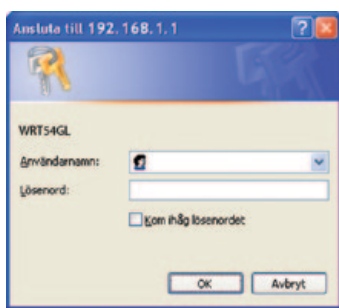 Ansluta till 192.168.1.1
WRT54GL
Användarnamn:
Lösenord:
Kom ihåg lösenordet
OK Avbryt